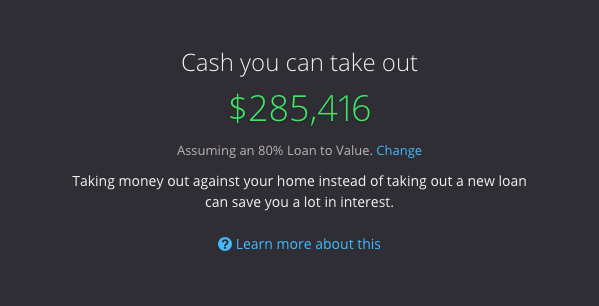 Cash you can take out
$285,416
Assuming an 80% Loan to Value. Change
Taking money out against your home instead of taking out a new loan
can save you a lot in interest.
Learn more about this